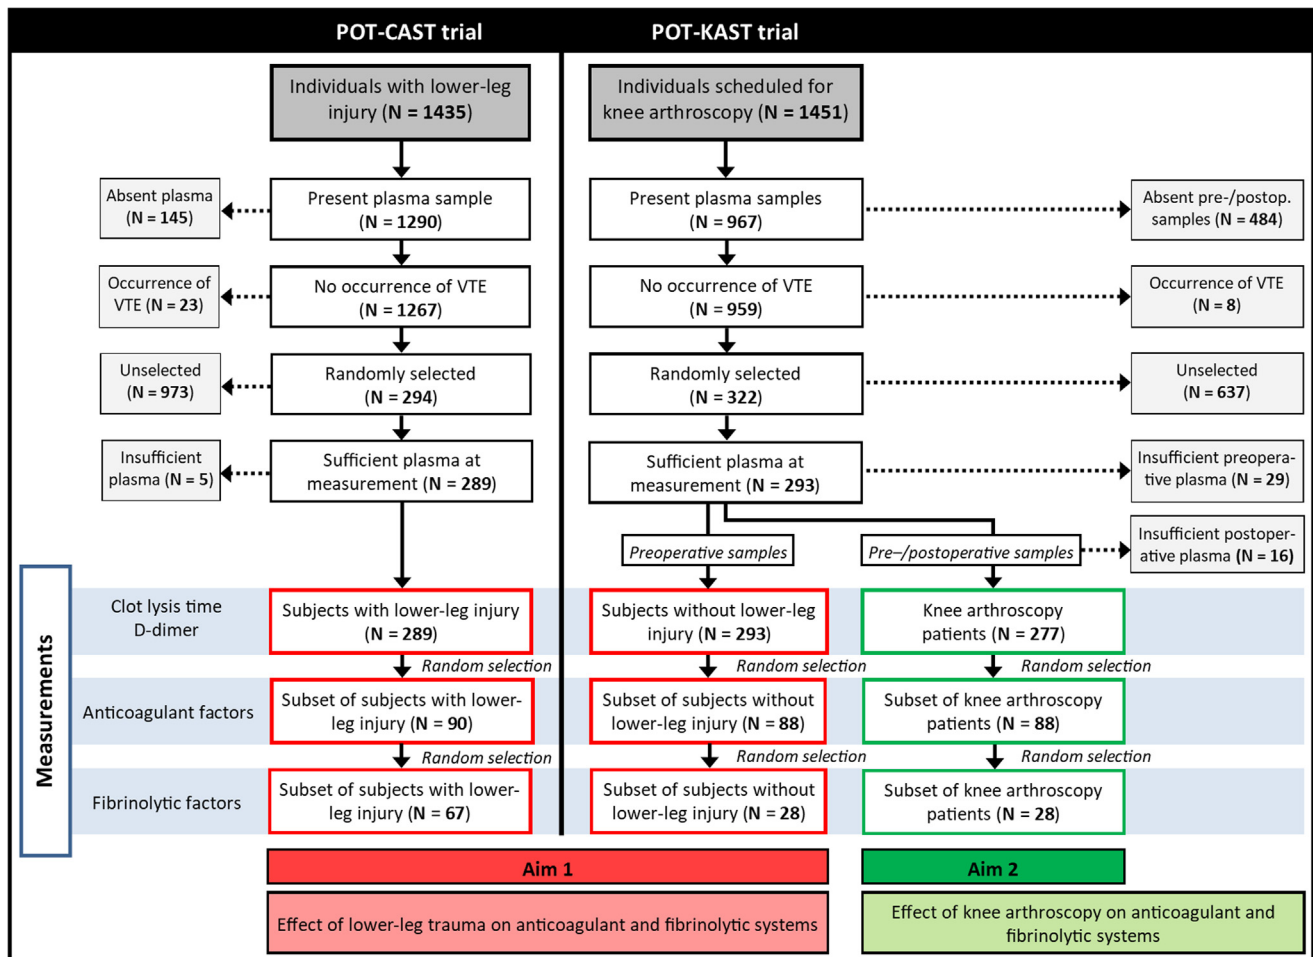 POT-CAST trial
POT-KAST trial
Individuals with lower-leg
injury (N = 1435)
Individuals scheduled for
knee arthroscopy (N = 1451)
Absent plasma
(N = 145)
Present plasma sample
(N = 1290)
Present plasma samples
(N = 967)
Absent pre-/postop.
samples (N = 484)
Occurrence of
VTE (N = 23)
No occurrence of VTE
(N = 1267)
No occurrence of VTE
(N = 959)
Occurrence of VTE
(N = 8)
Unselected
(N = 973)
Randomly selected
(N = 294)
Randomly selected
(N = 322)
Unselected
(N = 637)
Insufficient
plasma (N = 5)
Sufficient plasma at
measurement (N = 289)
Sufficient plasma at
measurement (N = 293)
Insufficient preopera-
tive plasma (N = 29)
Preoperative samples
Pre–/postoperative samples
Insufficient postoper-
ative plasma (N = 16)
Measurements
Clot lysis time
D-dimer
Subjects with lower-leg injury
(N = 289)
Subjects without lower-leg
injury (N = 293)
Knee arthroscopy
patients (N = 277)
Random selection
Random selection
Random selection
Anticoagulant factors
Subset of subjects with lower-
leg injury (N = 90)
Subset of subjects without
lower-leg injury (N = 88)
Subset of knee arthroscopy
patients (N = 88)
Random selection
Random selection
Random selection
Fibrinolytic factors
Subset of subjects with lower-
leg injury (N = 67)
Subset of subjects without
lower-leg injury (N = 28)
Subset of knee arthroscopy
patients (N = 28)
Aim 1
Aim 2
Effect of lower-leg trauma on anticoagulant and fibrinolytic systems
Effect of knee arthroscopy on anticoagulant and
fibrinolytic systems